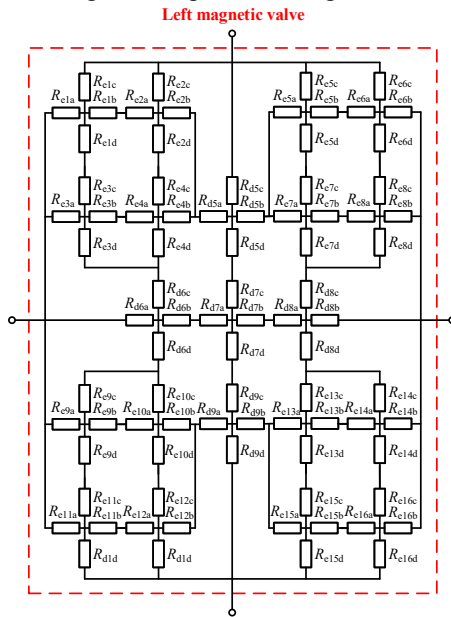 Left magnetic valve
Re1c Re2c Re5c Re6c
Re1a Re1b Re2a Re2b Re5a Re5b Re6a Re6b
Re1d Re2d Re5d Re6d
Re3c Re4c Rd5c Re7c Re8c
Re3a Re3b Re4a Re4b Rd5a Rd5b Re7a Re7b Re8a Re8b
Re3d Re4d Rd5d Re7d Re8d
Rd6c Rd7c Rd8c
Rd6a Rd6b Rd7a Rd7b Rd8a Rd8b
Rd6d Rd7d Rd8d
Re9c Re10c Rd9c Re13c Re14c
Re9a Re9b Re10a Re10b Rd9a Rd9b Re13a Re13b Re14a Re14b
Re9d Re10d Rd9d Re13d Re14d
Re11c Re12c Re15c Re16c
Re11a Re11b Re12a Re12b Re15a Re15b Re16a Re16b
Rd1d Rd1d Re15d Re16d